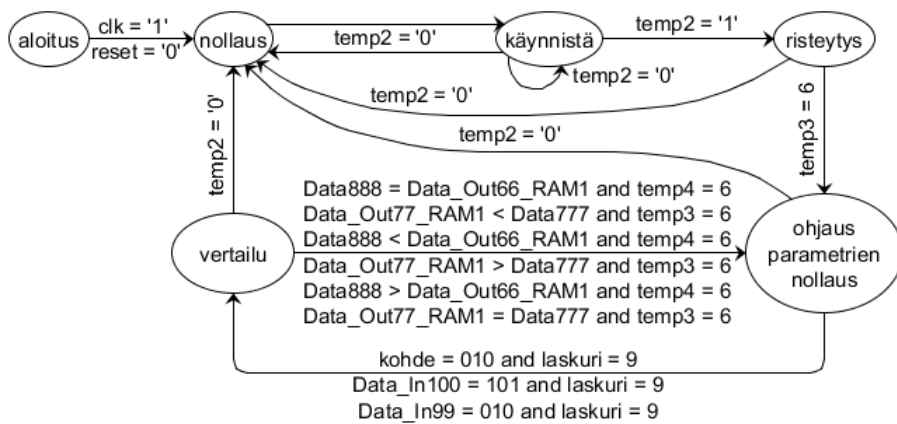 aloitus
clk = '1'
reset = '0'
nollaus
temp2 = '0'
käynnistä
temp2 = '1'
risteytys
temp2 = '0'
temp2 = '0'
temp2 = '0'
temp2 = '0'
temp3 = 6
vertailu
Data888 = Data_Out66_RAM1 and temp4 = 6
Data_Out77_RAM1 < Data777 and temp3 = 6
Data888 < Data_Out66_RAM1 and temp4 = 6
Data_Out77_RAM1 > Data777 and temp3 = 6
Data888 > Data_Out66_RAM1 and temp4 = 6
Data_Out77_RAM1 = Data777 and temp3 = 6
ohjaus
parametrien
nollaus
kohde = 010 and laskuri = 9
Data_In100 = 101 and laskuri = 9
Data_In99 = 010 and laskuri = 9